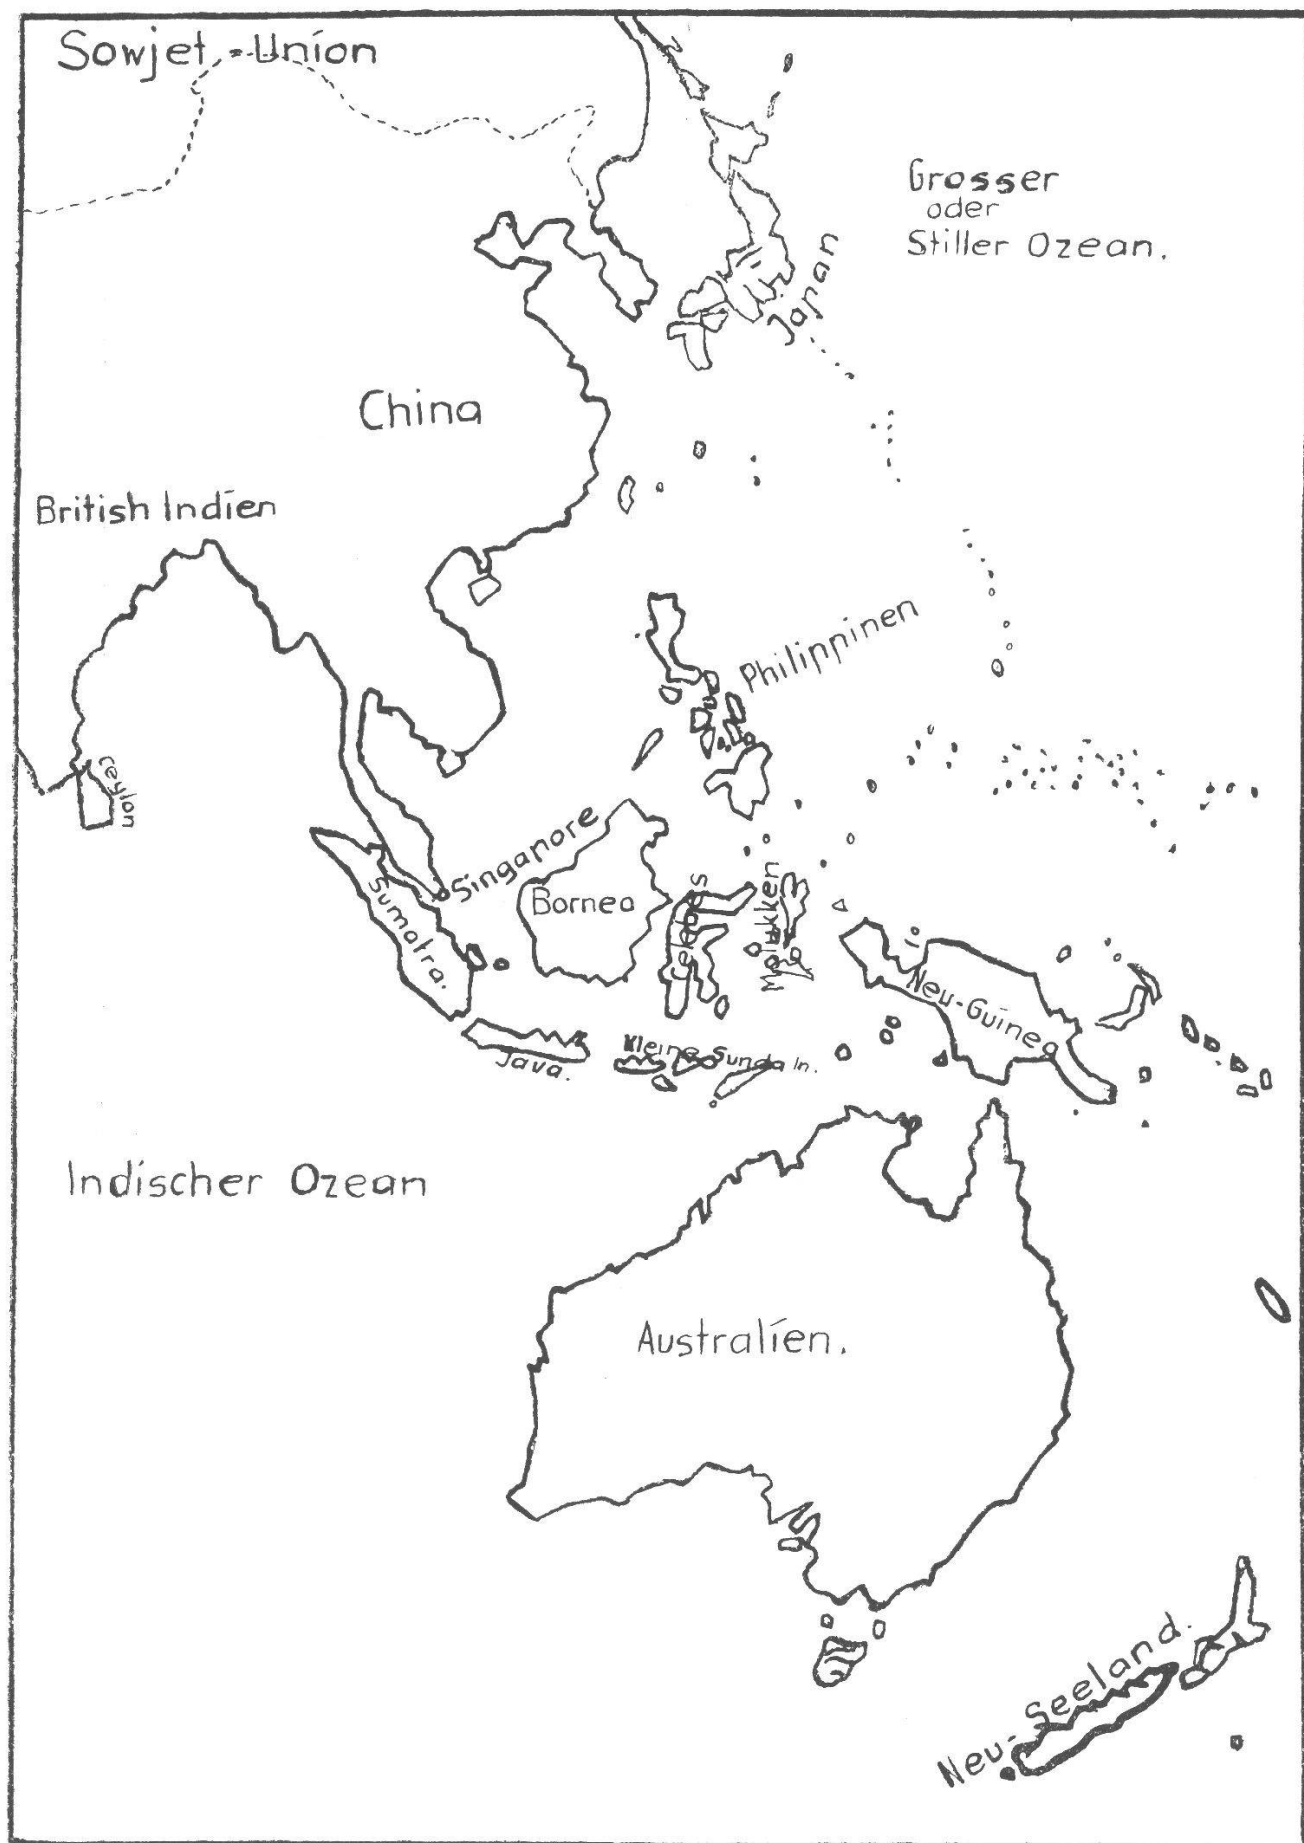 Sowjet-Union
Grosser
oder
Stiller Ozean.
Japan
China
British Indien
Philippinen
Ceylon
Singapore
Sumatra.
Borneo
Celebes
Molukken
Neu-Guinea
Java.
Kleine Sunda In.
Indischer Ozean
Australien.
Neu-Seeland.